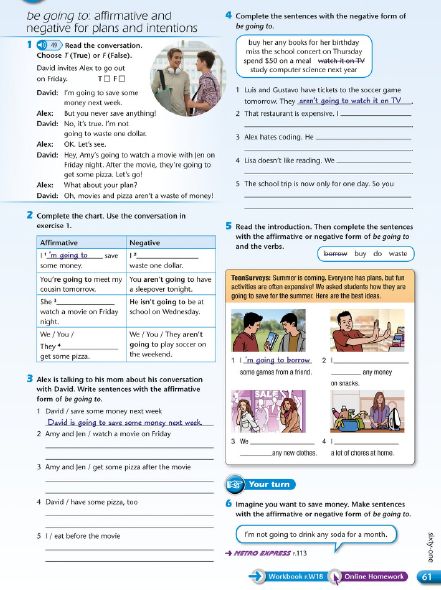 be going to: affirmative and
negative for plans and intentions
1 49 Read the conversation.
Choose T (True) or F (False).
David invites Alex to go out
on Friday. T F
David: I'm going to save some
money next week.
Alex: But you never save anything!
David: No, it's true. I'm not
going to waste one dollar.
Alex: OK. Let's see.
David: Hey, Amy's going to watch a movie with Jen on
Friday night. After the movie, they're going to
get some pizza. Let's go!
Alex: What about your plan?
David: Oh, movies and pizza aren't a waste of money!
2 Complete the chart. Use the conversation in
exercise 1.
Affirmative Negative
I 1 'm going to save
some money.
I 2
waste one dollar.
You're going to meet my
cousin tomorrow.
You aren't going to have
a sleepover tonight.
She 3
watch a movie on Friday
night.
He isn't going to be at
school on Wednesday.
We / You /
They 4
get some pizza.
We / You / They aren't
going to play soccer on
the weekend.
3 Alex is talking to his mom about his conversation
with David. Write sentences with the affirmative
form of be going to.
1 David / save some money next week
David is going to save some money next week.
2 Amy and Jen / watch a movie on Friday
3 Amy and Jen / get some pizza after the movie
4 David / have some pizza, too
5 I / eat before the movie
4 Complete the sentences with the negative form of
be going to.
buy her any books for her birthday
miss the school concert on Thursday
spend $50 on a meal watch it on TV
study computer science next year
1 Luis and Gustavo have tickets to the soccer game
tomorrow. They aren't going to watch it on TV.
2 That restaurant is expensive. I
3 Alex hates coding. He
4 Lisa doesn't like reading. We
5 The school trip is now only for one day. So you
5 Read the introduction. Then complete the sentences
with the affirmative or negative form of be going to
and the verbs.
borrow buy do waste
TeenSurveys: Summer is coming. Everyone has plans, but fun
activities are often expensive! We asked students how they are
going to save for the summer. Here are the best ideas.
SALE
1 I 'm going to borrow
some games from a friend.
2 I
any money
on snacks.
3 We
any new clothes.
4 I
a lot of chores at home.
Your turn
6 Imagine you want to save money. Make sentences
with the affirmative or negative form of be going to.
I'm not going to drink any soda for a month.
METRO EXPRESS P.113
sixty-one
Workbook P.W18 Online Homework 61